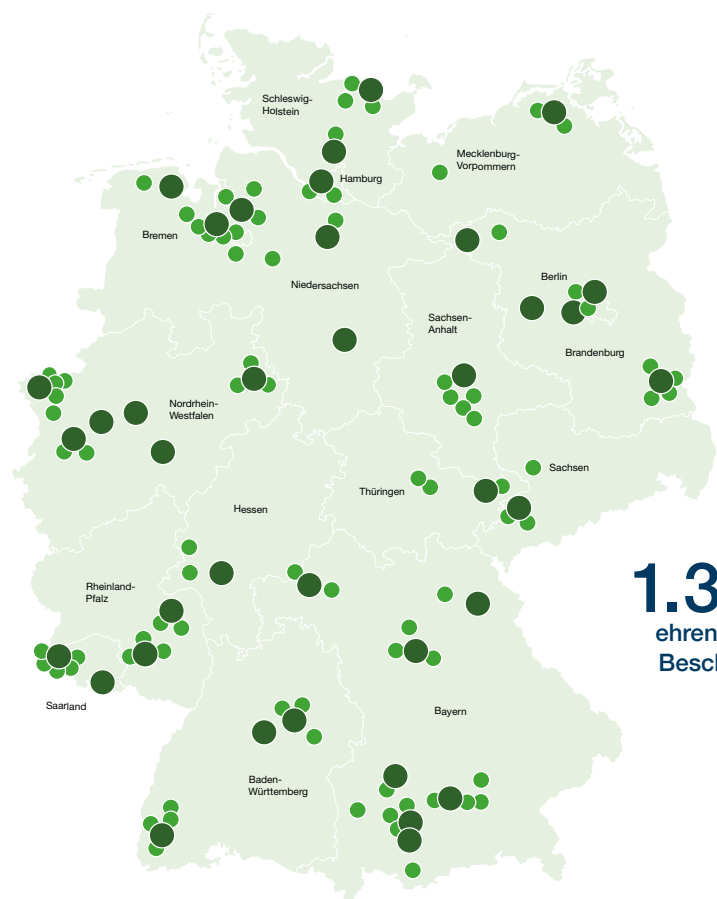 Schleswig-
Holstein
Mecklenburg-
Vorpommern
Hamburg
Bremen
Niedersachsen
Berlin
Sachsen-
Anhalt
Brandenburg
Nordrhein-
Westfalen
Sachsen
Thüringen
Hessen
Rheinland-
Pfalz
1.3
ehren
Besch
Saarland
Bayern
Baden-
Württemberg